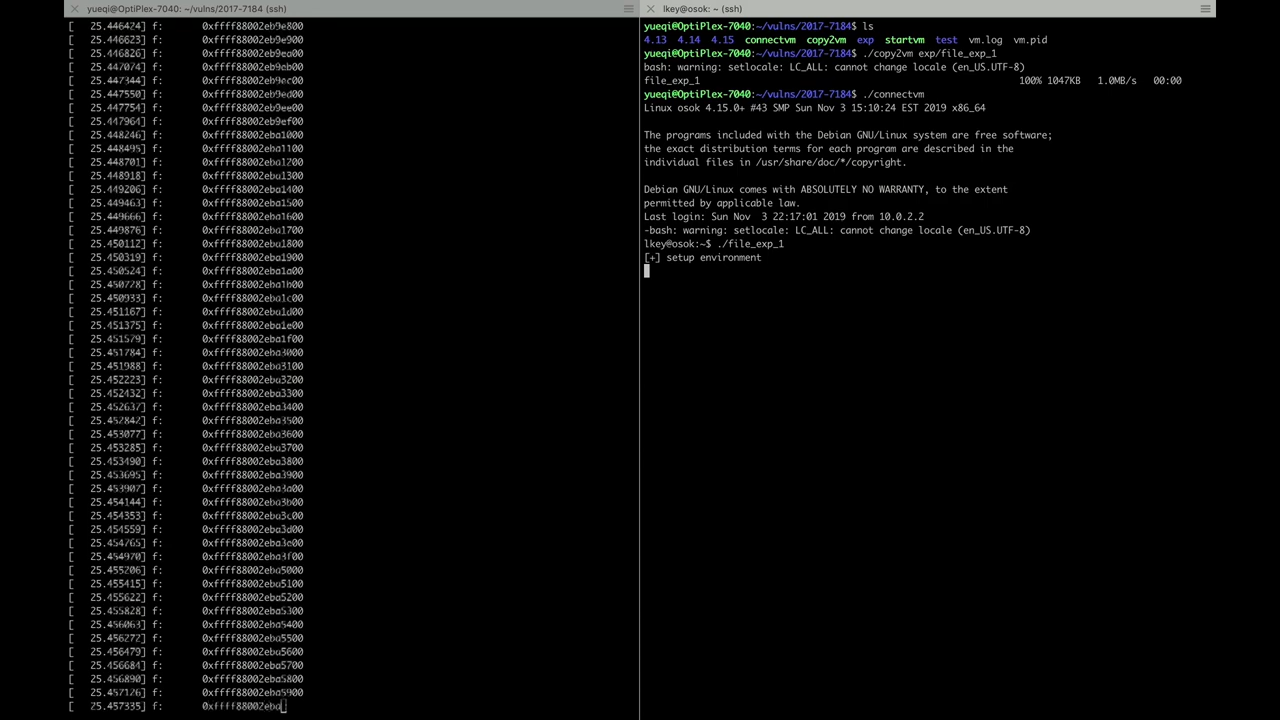 yueqi@OptiPlex-7040: ~/vulns/2017-7184 (ssh)
[   25.446424] f:      0xffff88002eb9e800
[   25.446623] f:      0xffff88002eb9e900
[   25.446826] f:      0xffff88002eb9ea00
[   25.447074] f:      0xffff88002eb9eb00
[   25.447344] f:      0xffff88002eb9ec00
[   25.447550] f:      0xffff88002eb9ed00
[   25.447754] f:      0xffff88002eb9ee00
[   25.447964] f:      0xffff88002eb9ef00
[   25.448246] f:      0xffff88002eba1000
[   25.448495] f:      0xffff88002eba1100
[   25.448701] f:      0xffff88002eba1200
[   25.448918] f:      0xffff88002eba1300
[   25.449206] f:      0xffff88002eba1400
[   25.449463] f:      0xffff88002eba1500
[   25.449666] f:      0xffff88002eba1600
[   25.449876] f:      0xffff88002eba1700
[   25.450112] f:      0xffff88002eba1800
[   25.450319] f:      0xffff88002eba1900
[   25.450524] f:      0xffff88002eba1a00
[   25.450728] f:      0xffff88002eba1b00
[   25.450933] f:      0xffff88002eba1c00
[   25.451167] f:      0xffff88002eba1d00
[   25.451375] f:      0xffff88002eba1e00
[   25.451579] f:      0xffff88002eba1f00
[   25.451784] f:      0xffff88002eba3000
[   25.451988] f:      0xffff88002eba3100
[   25.452223] f:      0xffff88002eba3200
[   25.452432] f:      0xffff88002eba3300
[   25.452637] f:      0xffff88002eba3400
[   25.452842] f:      0xffff88002eba3500
[   25.453077] f:      0xffff88002eba3600
[   25.453285] f:      0xffff88002eba3700
[   25.453490] f:      0xffff88002eba3800
[   25.453695] f:      0xffff88002eba3900
[   25.453907] f:      0xffff88002eba3a00
[   25.454144] f:      0xffff88002eba3b00
[   25.454353] f:      0xffff88002eba3c00
[   25.454559] f:      0xffff88002eba3d00
[   25.454765] f:      0xffff88002eba3e00
[   25.454970] f:      0xffff88002eba3f00
[   25.455206] f:      0xffff88002eba5000
[   25.455415] f:      0xffff88002eba5100
[   25.455622] f:      0xffff88002eba5200
[   25.455828] f:      0xffff88002eba5300
[   25.456063] f:      0xffff88002eba5400
[   25.456272] f:      0xffff88002eba5500
[   25.456479] f:      0xffff88002eba5600
[   25.456684] f:      0xffff88002eba5700
[   25.456890] f:      0xffff88002eba5800
[   25.457126] f:      0xffff88002eba5900
[   25.457335] f:      0xffff88002eba
lkey@osok: ~ (ssh)
yueqi@OptiPlex-7040:~/vulns/2017-7184$ ls
4.13  4.14  4.15  connectvm  copy2vm  exp  startvm  test  vm.log  vm.pid
yueqi@OptiPlex-7040:~/vulns/2017-7184$ ./copy2vm exp/file_exp_1
bash: warning: setlocale: LC_ALL: cannot change locale (en_US.UTF-8)
file_exp_1                                                  100% 1047KB   1.0MB/s   00:00
yueqi@OptiPlex-7040:~/vulns/2017-7184$ ./connectvm
Linux osok 4.15.0+ #43 SMP Sun Nov 3 15:10:24 EST 2019 x86_64
The programs included with the Debian GNU/Linux system are free software;
the exact distribution terms for each program are described in the
individual files in /usr/share/doc/*/copyright.
Debian GNU/Linux comes with ABSOLUTELY NO WARRANTY, to the extent
permitted by applicable law.
Last login: Sun Nov  3 22:17:01 2019 from 10.0.2.2
-bash: warning: setlocale: LC_ALL: cannot change locale (en_US.UTF-8)
lkey@osok:~$ ./file_exp_1
[+] setup environment